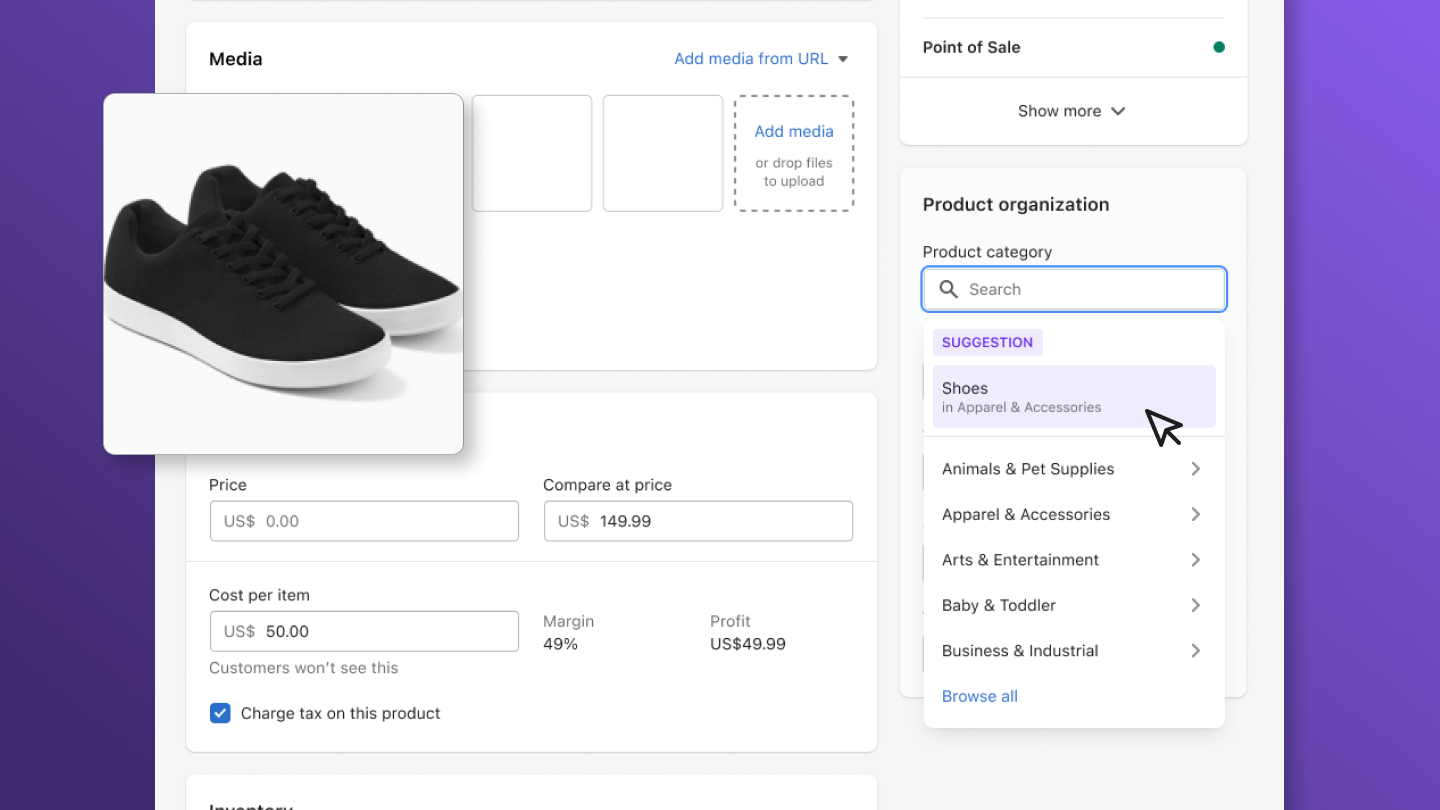 Media
Add media from URL
Add media
or drop files
to upload
Price
Compare at price
US$ 0.00
US$ 149.99
Cost per item
US$ 50.00
Margin
Profit
49%
US$49.99
Customers won't see this
Charge tax on this product
Inventory
Point of Sale
Show more
Product organization
Product category
Search
SUGGESTION
Shoes
in Apparel & Accessories
Animals & Pet Supplies
Apparel & Accessories
Arts & Entertainment
Baby & Toddler
Business & Industrial
Browse all